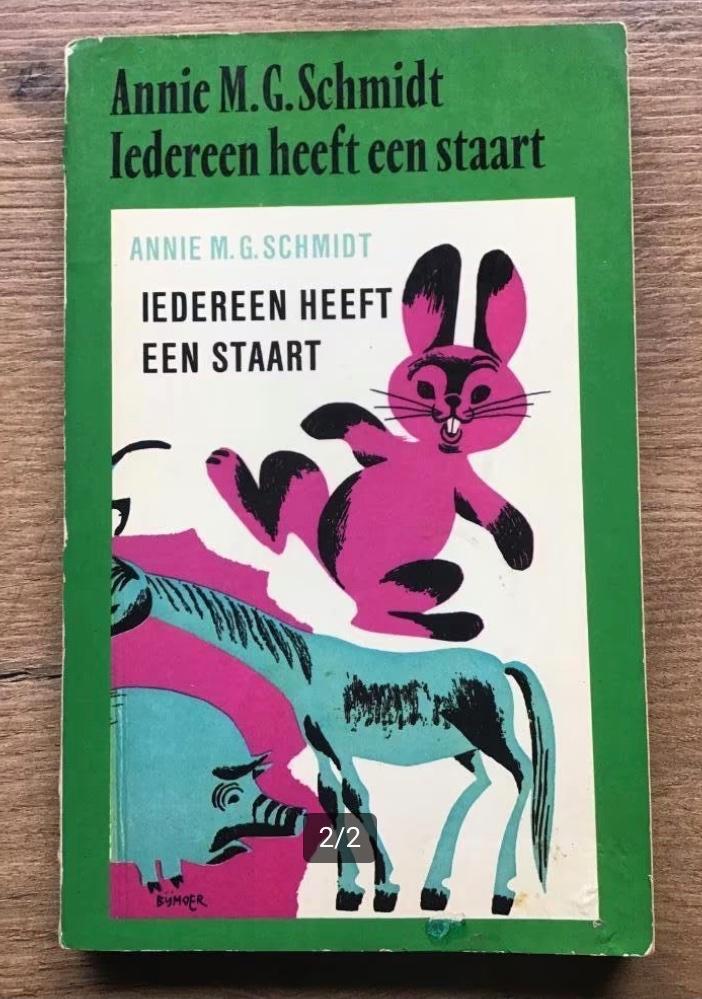 Annie M.G. Schmidt
Iedereen heeft een staart
ANNIE M.G. SCHMIDT
IEDEREEN HEEFT
EEN STAART
2/2
BIJMOER